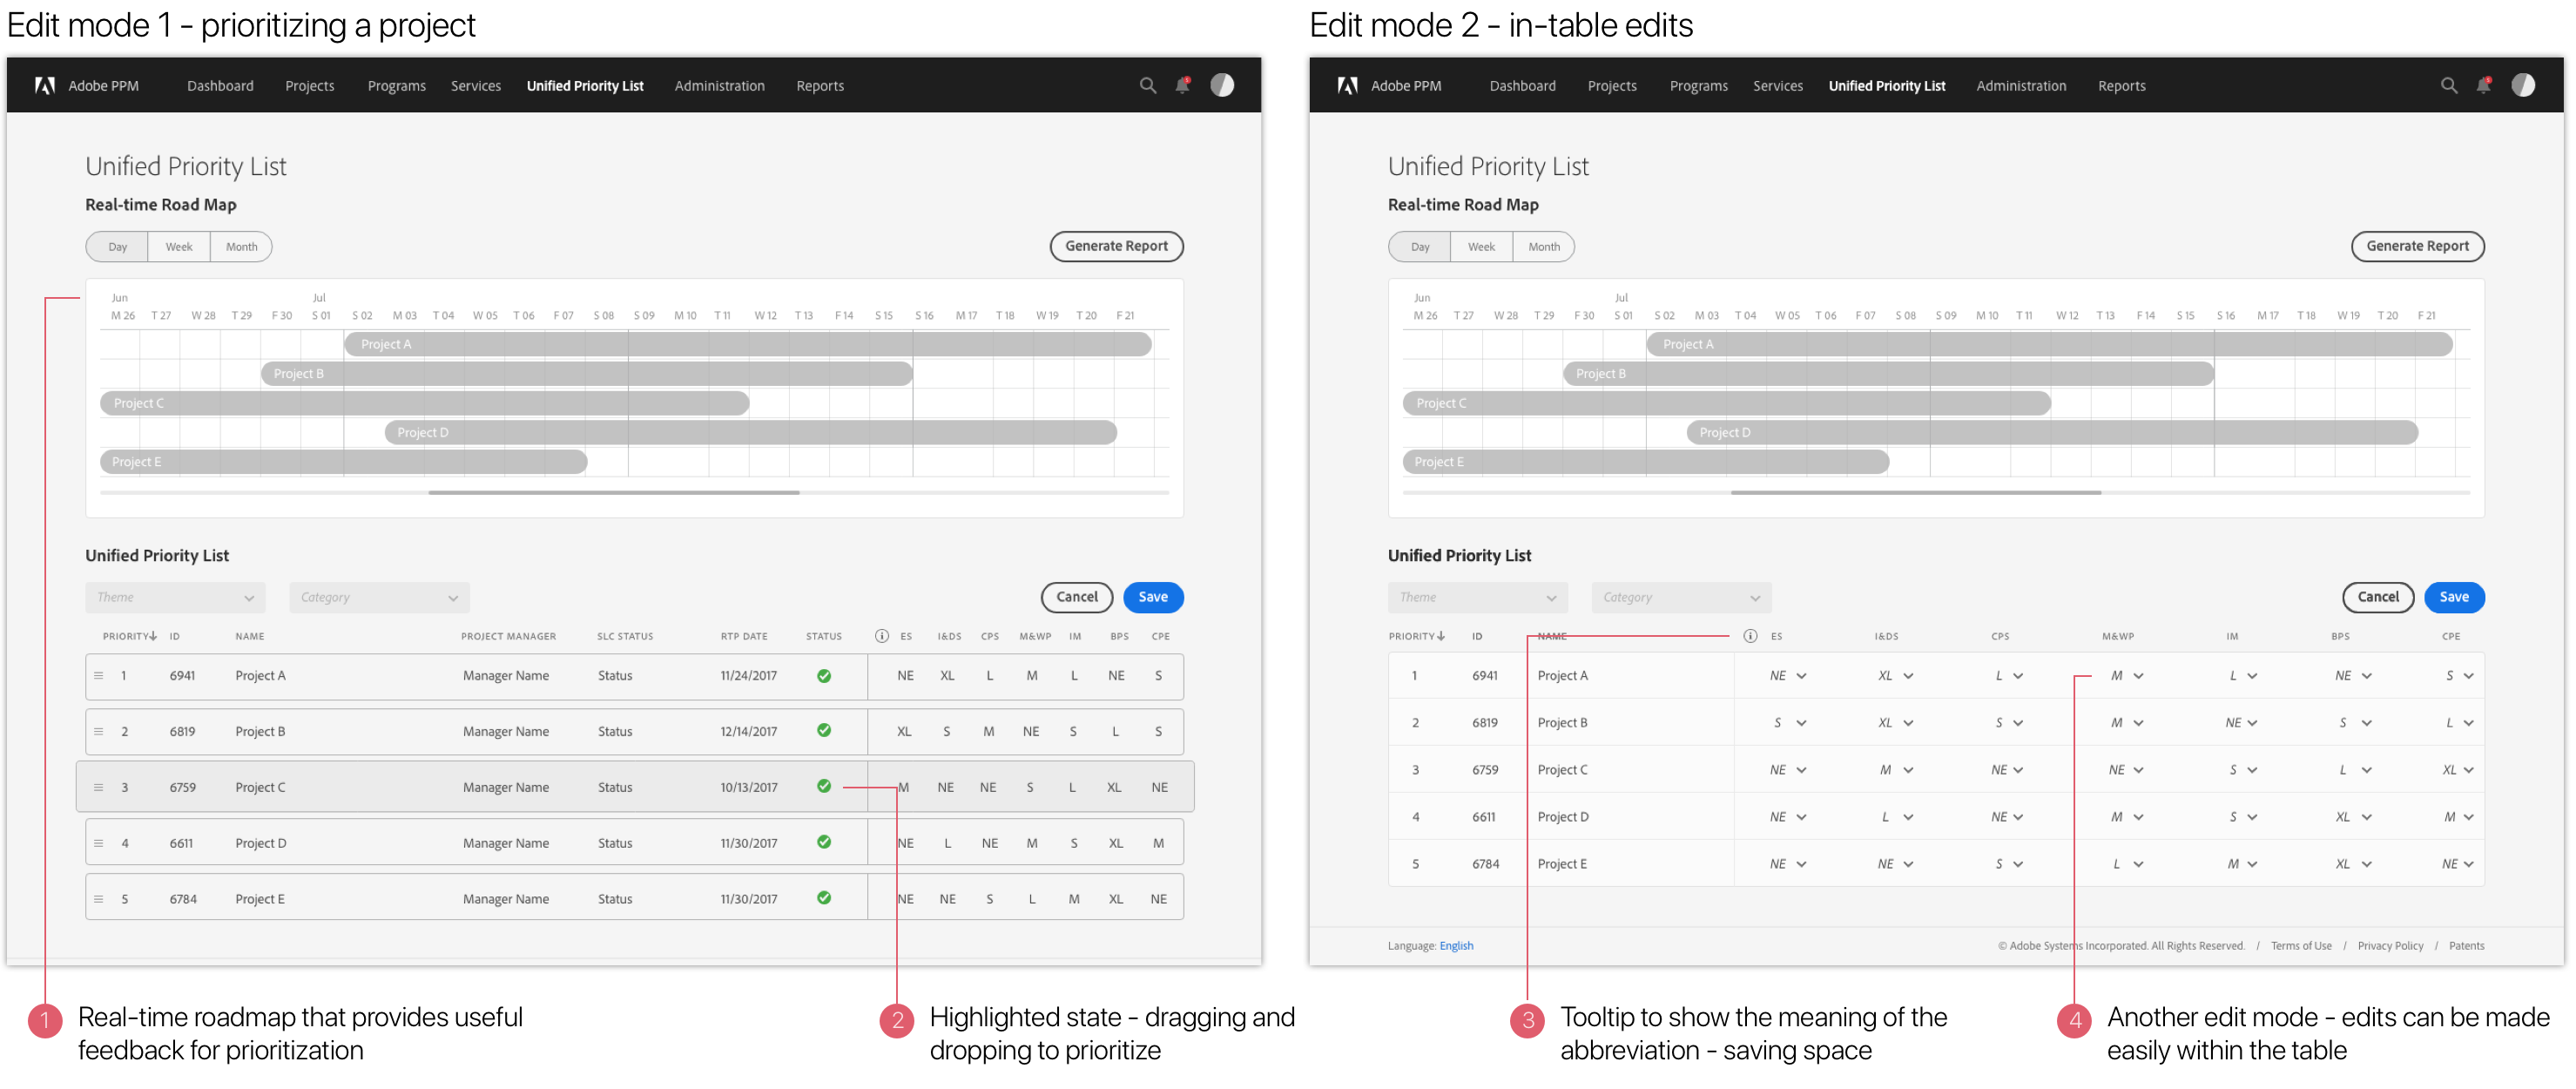 Edit mode 1 - prioritizing a project
Adobe PPM Dashboard Projects Programs Services Unified Priority List Administration Reports
Unified Priority List
Real-time Road Map
Day Week Month Generate Report
Jun Jul
M 26 T 27 W 28 T 29 F 30 S 01 S 02 M 03 T 04 W 05 T 06 F 07 S 08 S 09 M 10 T 11 W 12 T 13 F 14 S 15 S 16 M 17 T 18 W 19 T 20 F 21
Project A
Project B
Project C
Project D
Project E
Unified Priority List
Theme Category Cancel Save
PRIORITY ID NAME PROJECT MANAGER SLC STATUS RTP DATE STATUS ES I&DS CPS M&WP IM BPS CPE
1 6941 Project A Manager Name Status 11/24/2017 NE XL L M L NE S
2 6819 Project B Manager Name Status 12/14/2017 XL S M NE S L S
3 6759 Project C Manager Name Status 10/13/2017 M NE NE S L XL NE
4 6611 Project D Manager Name Status 11/30/2017 NE L NE M S XL M
5 6784 Project E Manager Name Status 11/30/2017 NE NE S L M XL NE
1 Real-time roadmap that provides useful
feedback for prioritization
2 Highlighted state - dragging and
dropping to prioritize
Edit mode 2 - in-table edits
Adobe PPM Dashboard Projects Programs Services Unified Priority List Administration Reports
Unified Priority List
Real-time Road Map
Day Week Month Generate Report
Jun Jul
M 26 T 27 W 28 T 29 F 30 S 01 S 02 M 03 T 04 W 05 T 06 F 07 S 08 S 09 M 10 T 11 W 12 T 13 F 14 S 15 S 16 M 17 T 18 W 19 T 20 F 21
Project A
Project B
Project C
Project D
Project E
Unified Priority List
Theme Category Cancel Save
PRIORITY ID NAME ES I&DS CPS M&WP IM BPS CPE
1 6941 Project A NE XL L M L NE S
2 6819 Project B S XL S M NE S L
3 6759 Project C NE M NE NE S L XL
4 6611 Project D NE L NE M S XL M
5 6784 Project E NE NE S L M XL NE
Language: English © Adobe Systems Incorporated. All Rights Reserved. / Terms of Use / Privacy Policy / Patents
3 Tooltip to show the meaning of the
abbreviation - saving space
4 Another edit mode - edits can be made
easily within the table